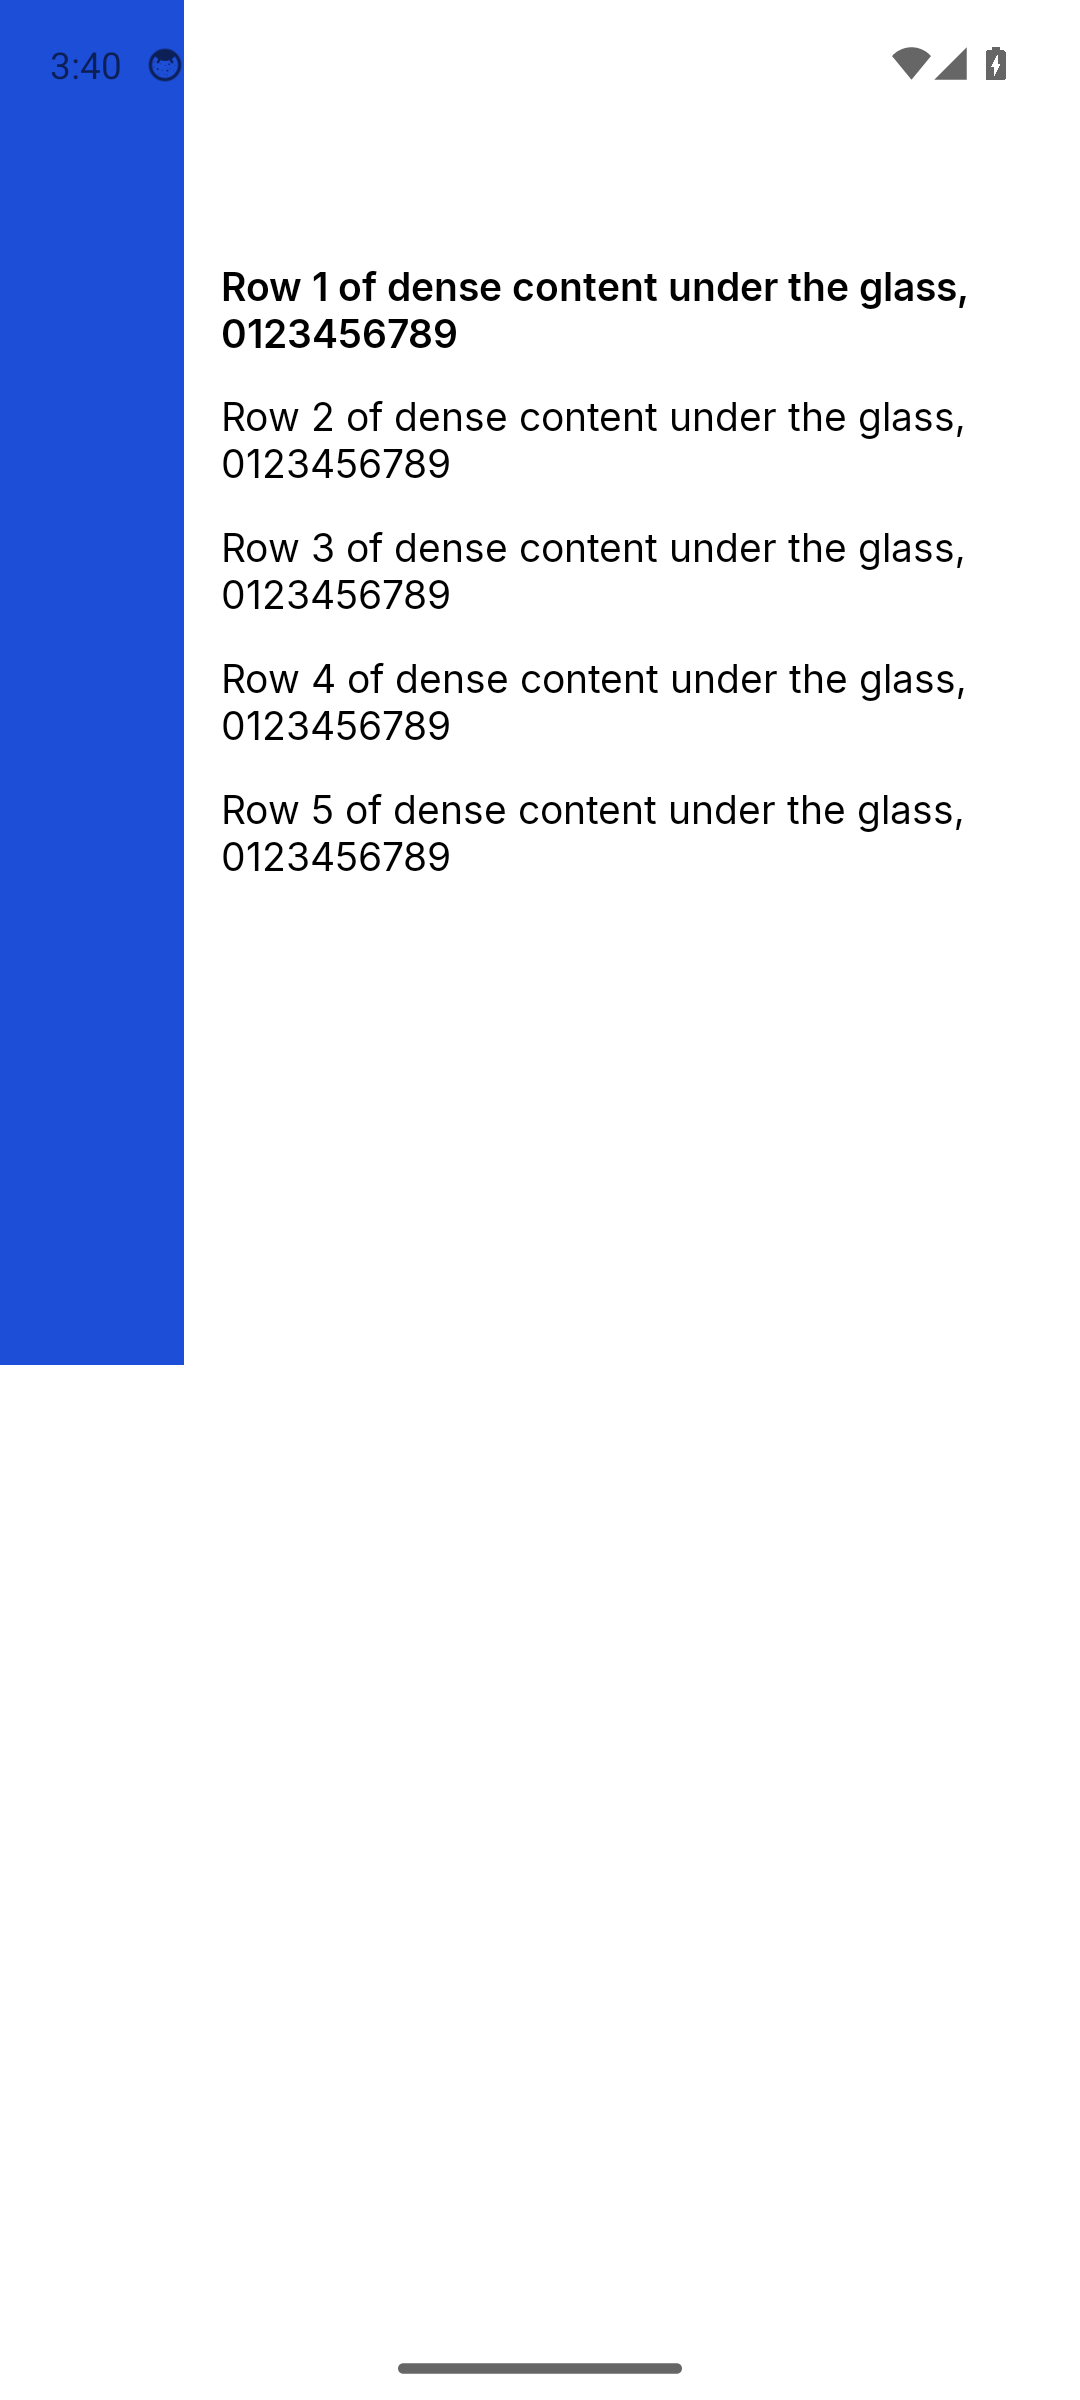 3:40
Row 1 of dense content under the glass,
0123456789
Row 2 of dense content under the glass,
0123456789
Row 3 of dense content under the glass,
0123456789
Row 4 of dense content under the glass,
0123456789
Row 5 of dense content under the glass,
0123456789